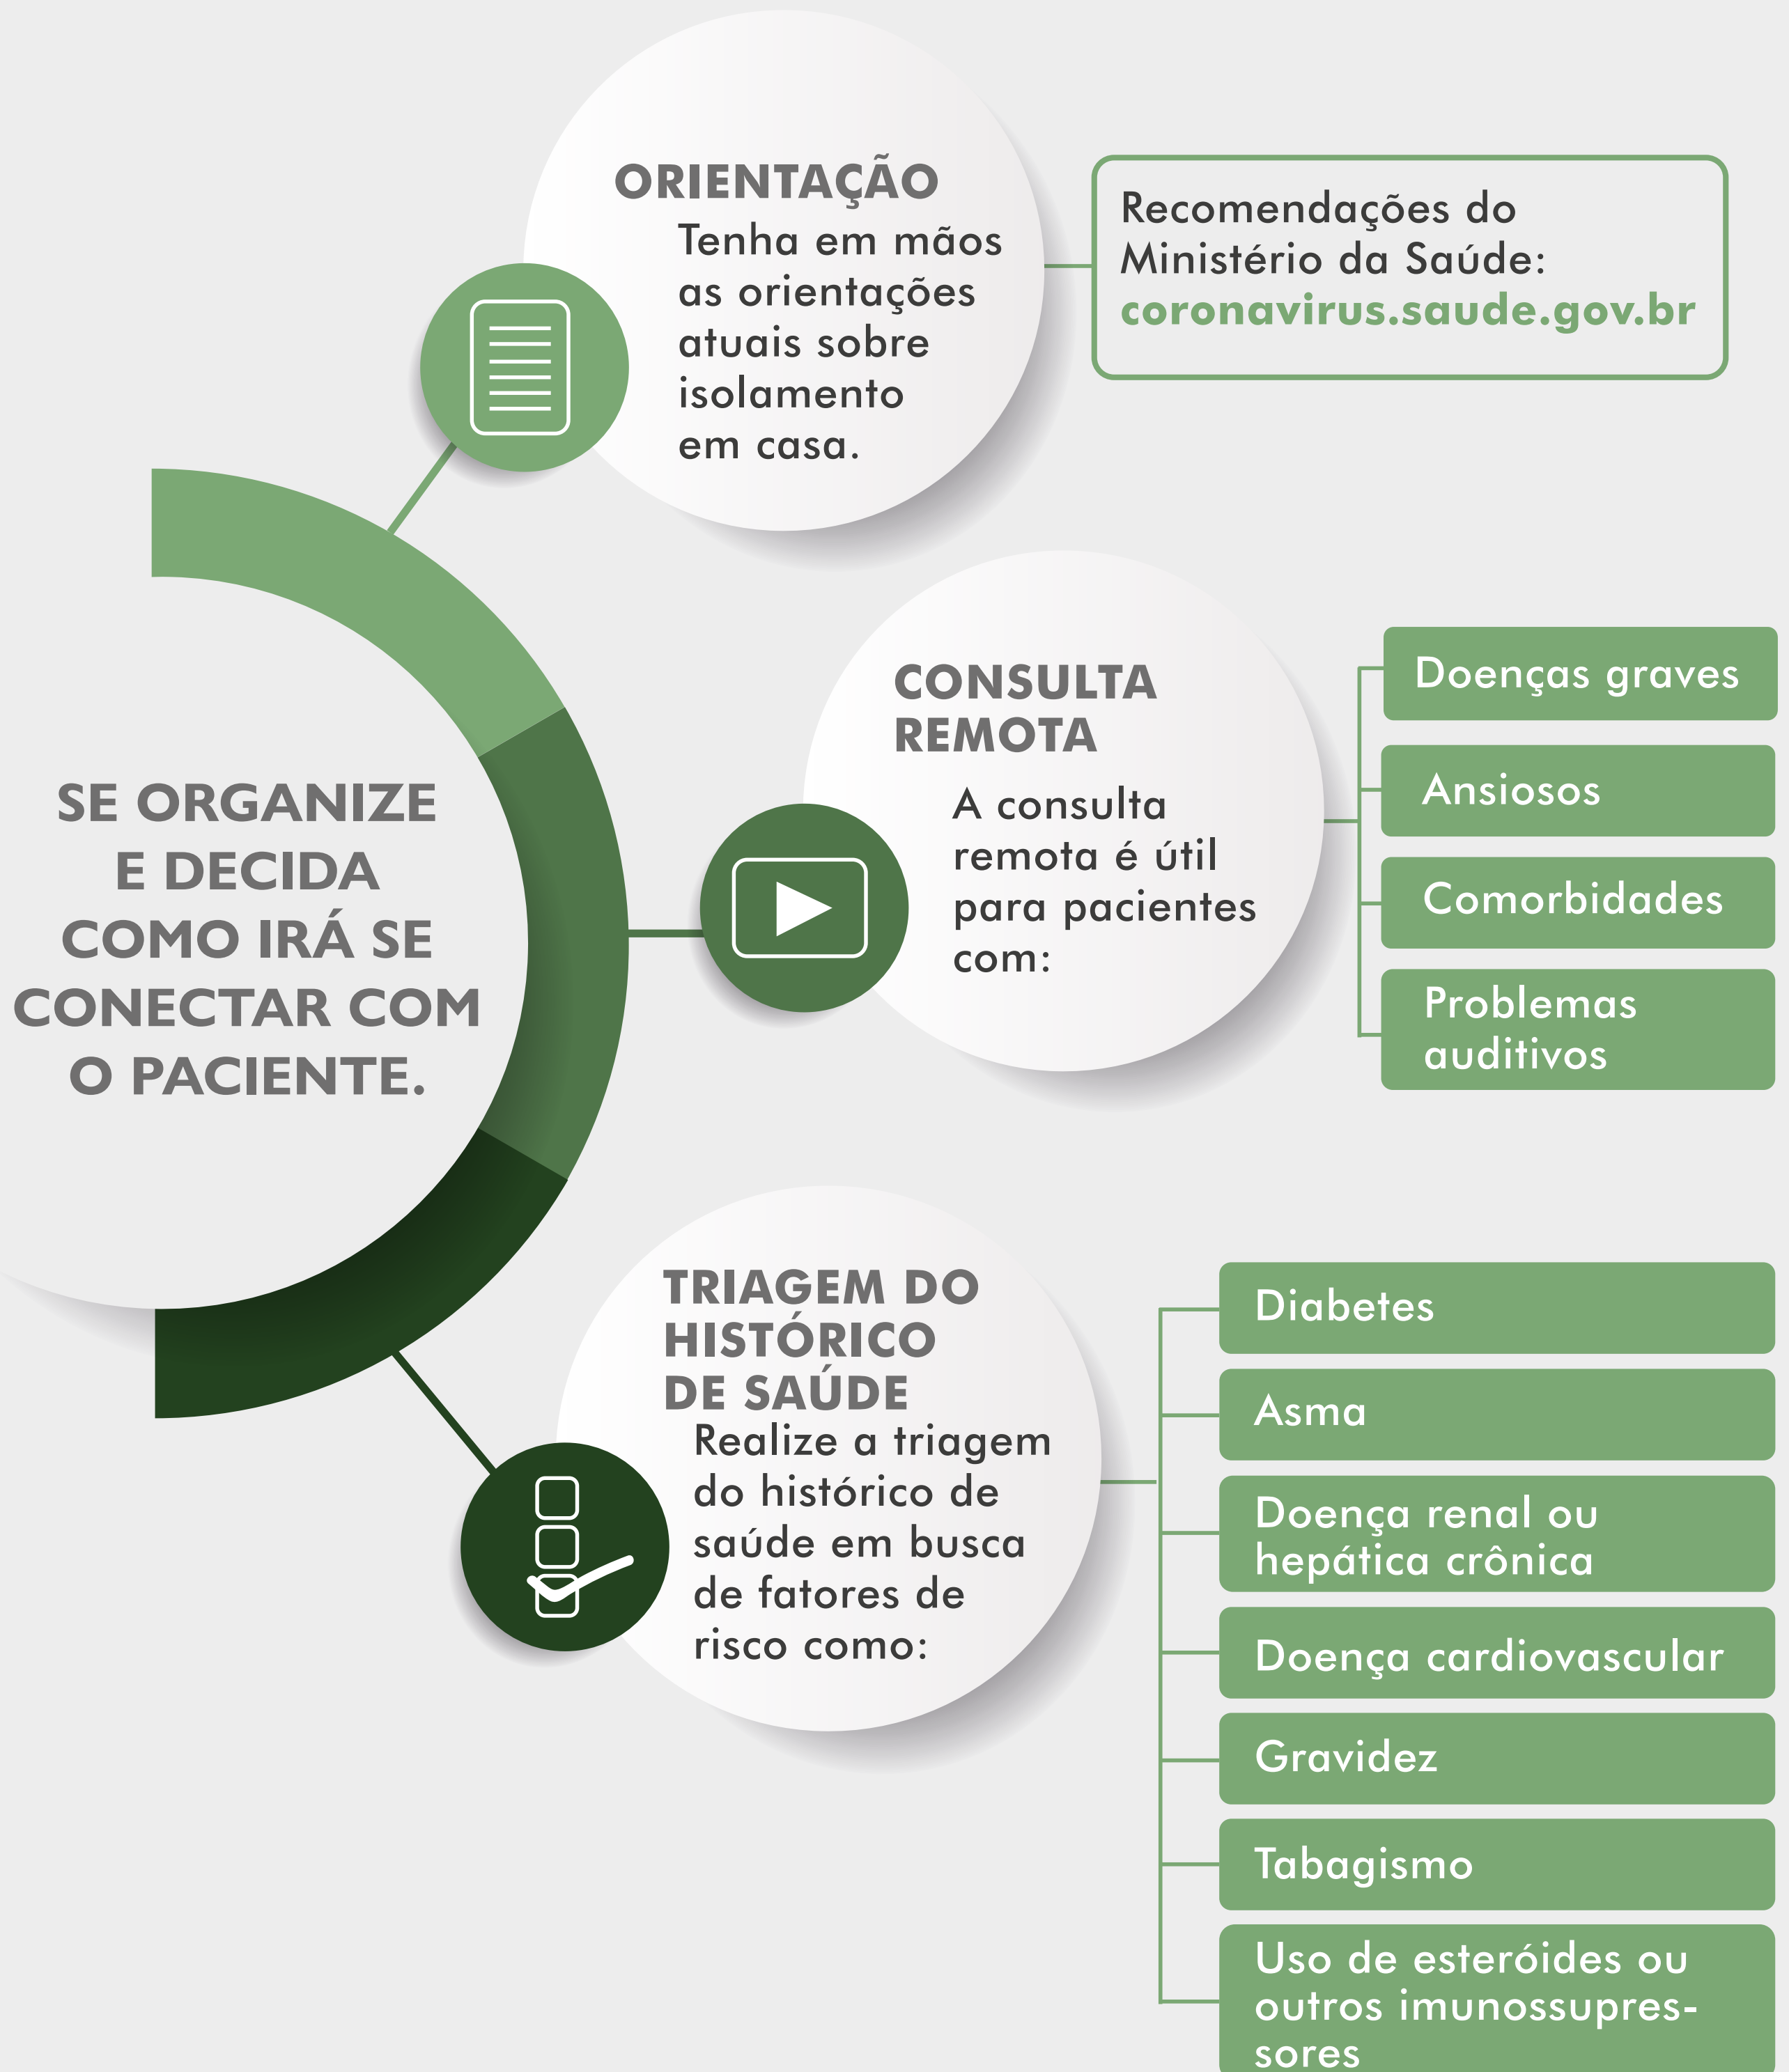 SE ORGANIZE
E DECIDA
COMO IRÁ SE
CONECTAR COM
O PACIENTE.
ORIENTAÇÃO
Tenha em mãos
as orientações
atuais sobre
isolamento
em casa.
Recomendações do
Ministério da Saúde:
coronavirus.saude.gov.br
CONSULTA
REMOTA
A consulta
remota é útil
para pacientes
com:
Doenças graves
Ansiosos
Comorbidades
Problemas
auditivos
TRIAGEM DO
HISTÓRICO
DE SAÚDE
Realize a triagem
do histórico de
saúde em busca
de fatores de
risco como:
Diabetes
Asma
Doença renal ou
hepática crônica
Doença cardiovascular
Gravidez
Tabagismo
Uso de esteróides ou
outros imunossupres-
sores